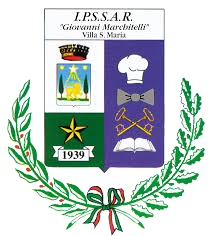 I.P.S.S.A.R.
"Giovanni Marchitelli"
Villa S. Maria
1939